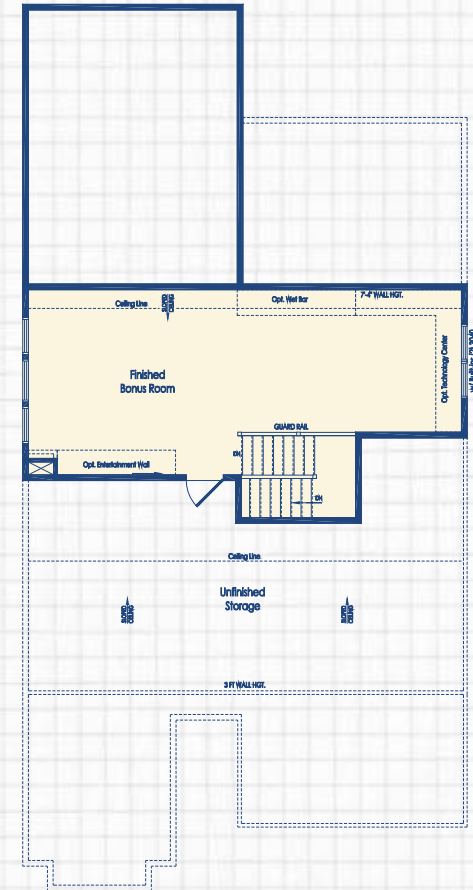 Ceiling Line
SLOPED
CEILING
Opt. Wet Bar
7'-4" WALL HGT.
Finished
Bonus Room
Opt. Technology Center
GUARD RAIL
DN
Opt. Entertainment Wall
DN
Ceiling Line
Unfinished
Storage
SLOPED
CEILING
SLOPED
CEILING
3 FT WALL HGT.